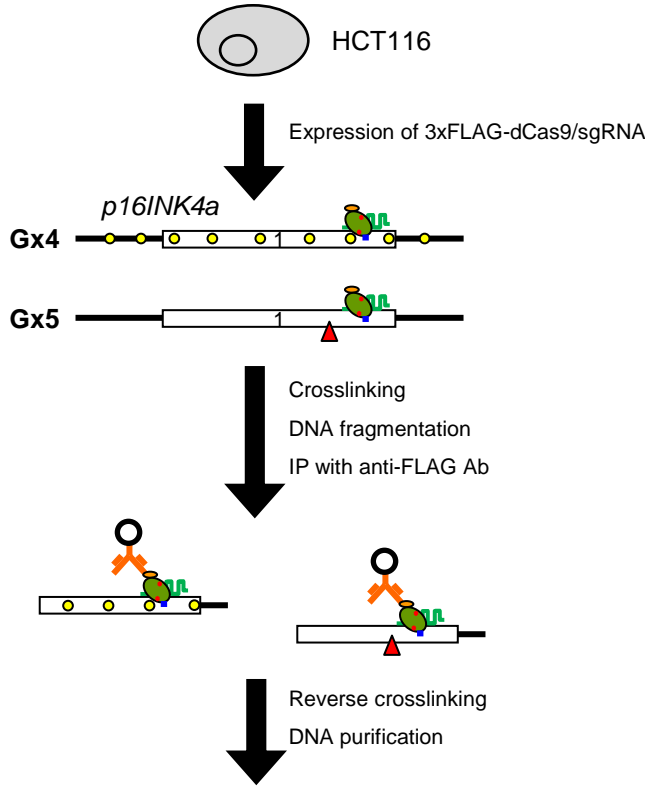 HCT116
Expression of 3xFLAG-dCas9/sgRNA
p16INK4a
Gx4
1
Gx5
1
Crosslinking
DNA fragmentation
IP with anti-FLAG Ab
Reverse crosslinking
DNA purification